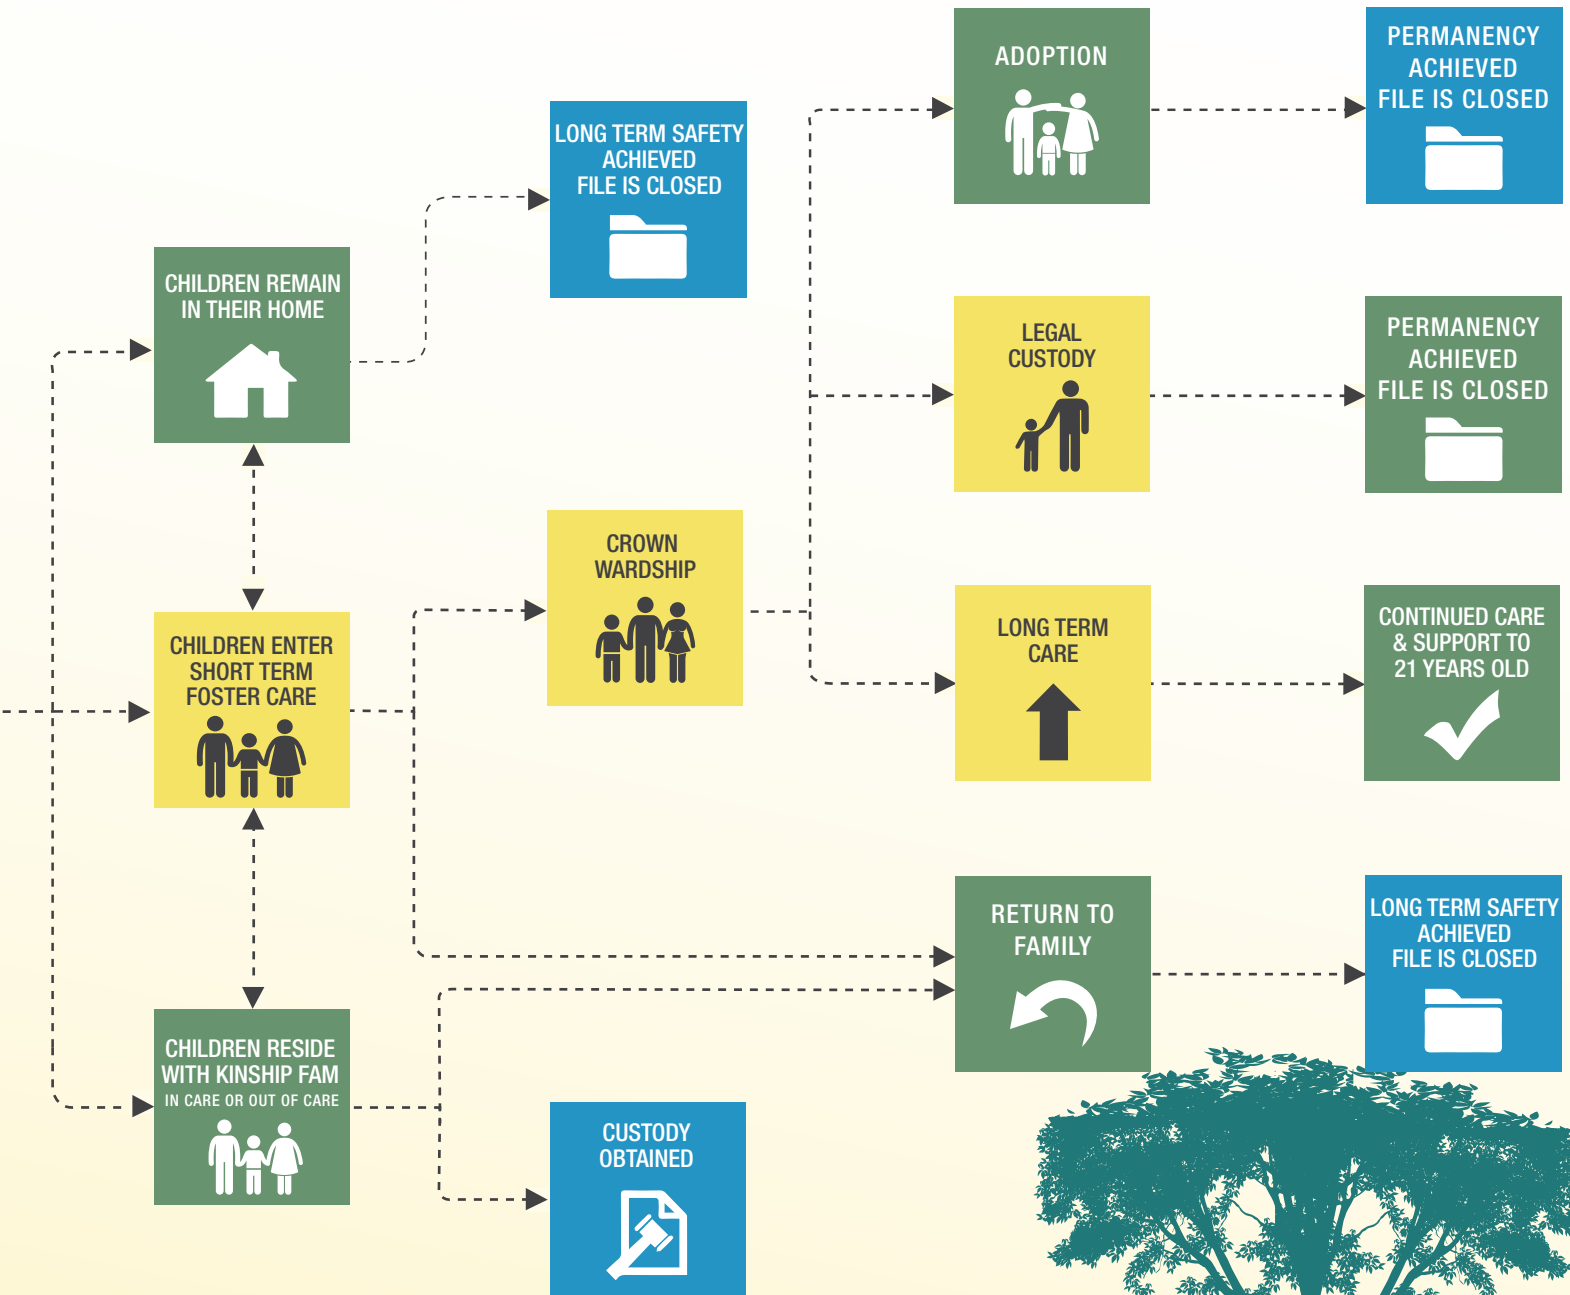 ADOPTION
PERMANENCY
ACHIEVED
FILE IS CLOSED
LONG TERM SAFETY
ACHIEVED
FILE IS CLOSED
CHILDREN REMAIN
IN THEIR HOME
LEGAL
CUSTODY
PERMANENCY
ACHIEVED
FILE IS CLOSED
CROWN
WARDSHIP
CHILDREN ENTER
SHORT TERM
FOSTER CARE
LONG TERM
CARE
CONTINUED CARE
& SUPPORT TO
21 YEARS OLD
RETURN TO
FAMILY
LONG TERM SAFETY
ACHIEVED
FILE IS CLOSED
CHILDREN RESIDE
WITH KINSHIP FAM
IN CARE OR OUT OF CARE
CUSTODY
OBTAINED